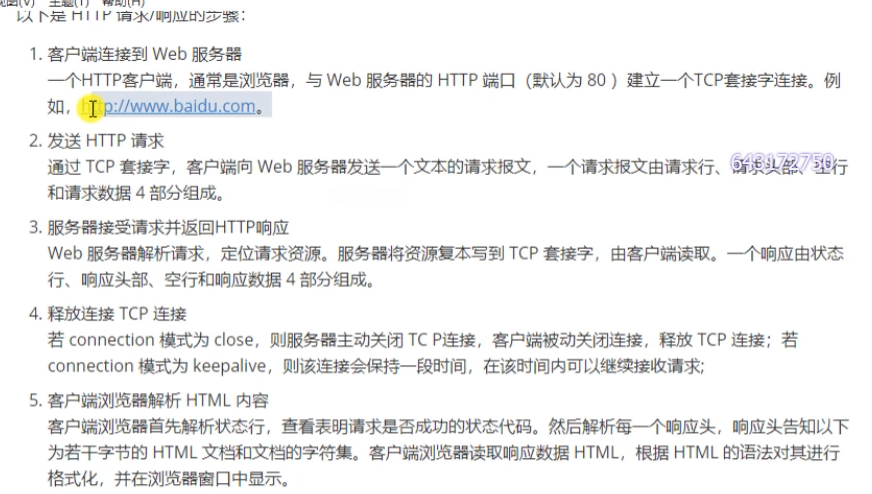 视图(V) 主题(T) 帮助(H)
以下是 HTTP 请求/响应的步骤：
1. 客户端连接到 Web 服务器
一个HTTP客户端，通常是浏览器，与 Web 服务器的 HTTP 端口（默认为 80 ）建立一个TCP套接字连接。例
如，http://www.baidu.com。
2. 发送 HTTP 请求
通过 TCP 套接字，客户端向 Web 服务器发送一个文本的请求报文，一个请求报文由请求行、请求头部、空行
和请求数据 4 部分组成。
643172750
3. 服务器接受请求并返回HTTP响应
Web 服务器解析请求，定位请求资源。服务器将资源复本写到 TCP 套接字，由客户端读取。一个响应由状态
行、响应头部、空行和响应数据 4 部分组成。
4. 释放连接 TCP 连接
若 connection 模式为 close，则服务器主动关闭 TC P连接，客户端被动关闭连接，释放 TCP 连接；若
connection 模式为 keepalive，则该连接会保持一段时间，在该时间内可以继续接收请求;
5. 客户端浏览器解析 HTML 内容
客户端浏览器首先解析状态行，查看表明请求是否成功的状态代码。然后解析每一个响应头，响应头告知以下
为若干字节的 HTML 文档和文档的字符集。客户端浏览器读取响应数据 HTML，根据 HTML 的语法对其进行
格式化，并在浏览器窗口中显示。